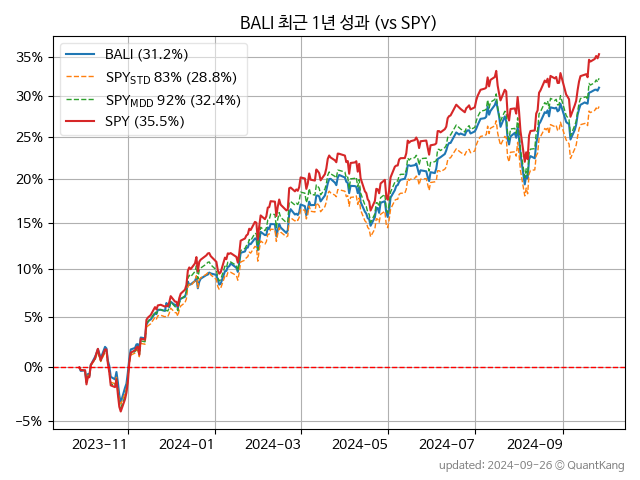 BALI 최근 1년 성과 (vs SPY)
BALI (31.2%)
SPY_STD 83% (28.8%)
SPY_MDD 92% (32.4%)
SPY (35.5%)
35%
30%
25%
20%
15%
10%
5%
0%
−5%
2023-11 2024-01 2024-03 2024-05 2024-07 2024-09
updated: 2024-09-26 © QuantKang